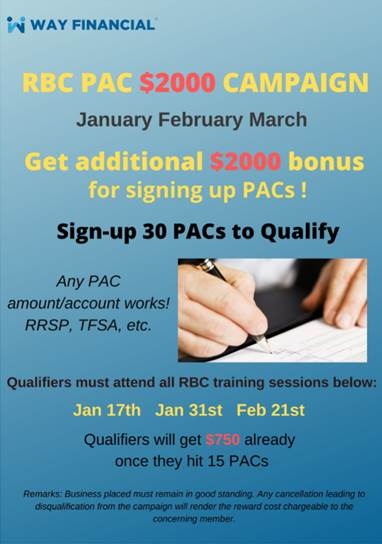 WAY FINANCIAL
RBC PAC $2000 CAMPAIGN
January February March
Get additional $2000 bonus
for signing up PACs !
Sign-up 30 PACs to Qualify
Any PAC
amount/account works!
RRSP, TFSA, etc.
Qualifiers must attend all RBC training sessions below:
Jan 17th Jan 31st Feb 21st
Qualifiers will get $750 already
once they hit 15 PACs
Remarks: Business placed must remain in good standing. Any cancellation leading to
disqualification from the campaign will render the reward cost chargeable to the
concerning member.